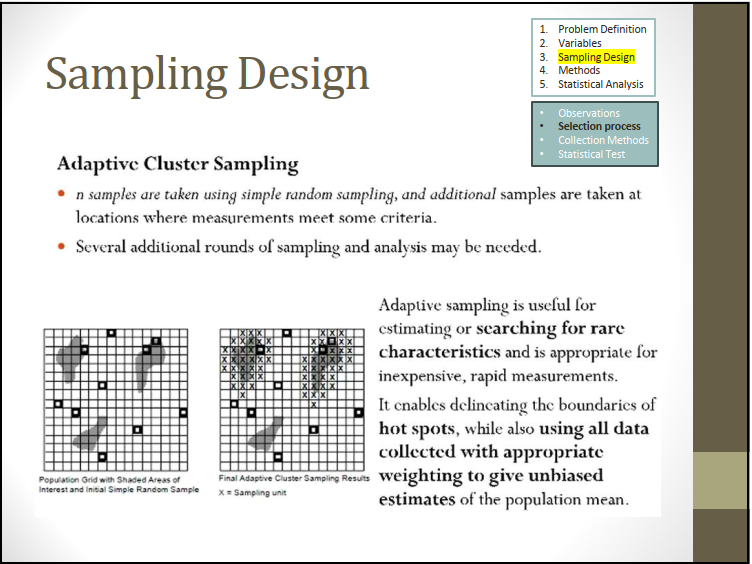 Sampling Design
1. Problem Definition
2. Variables
3. Sampling Design
4. Methods
5. Statistical Analysis
• Observations
• Selection process
• Collection Methods
• Statistical Test
Adaptive Cluster Sampling
• n samples are taken using simple random sampling, and additional samples are taken at
locations where measurements meet some criteria.
• Several additional rounds of sampling and analysis may be needed.
Adaptive sampling is useful for
estimating or searching for rare
characteristics and is appropriate for
inexpensive, rapid measurements.
It enables delineating the boundaries of
hot spots, while also using all data
collected with appropriate
weighting to give unbiased
estimates of the population mean.
Population Grid with Shaded Areas of
Interest and Initial Simple Random Sample
Final Adaptive Cluster Sampling Results
X = Sampling unit